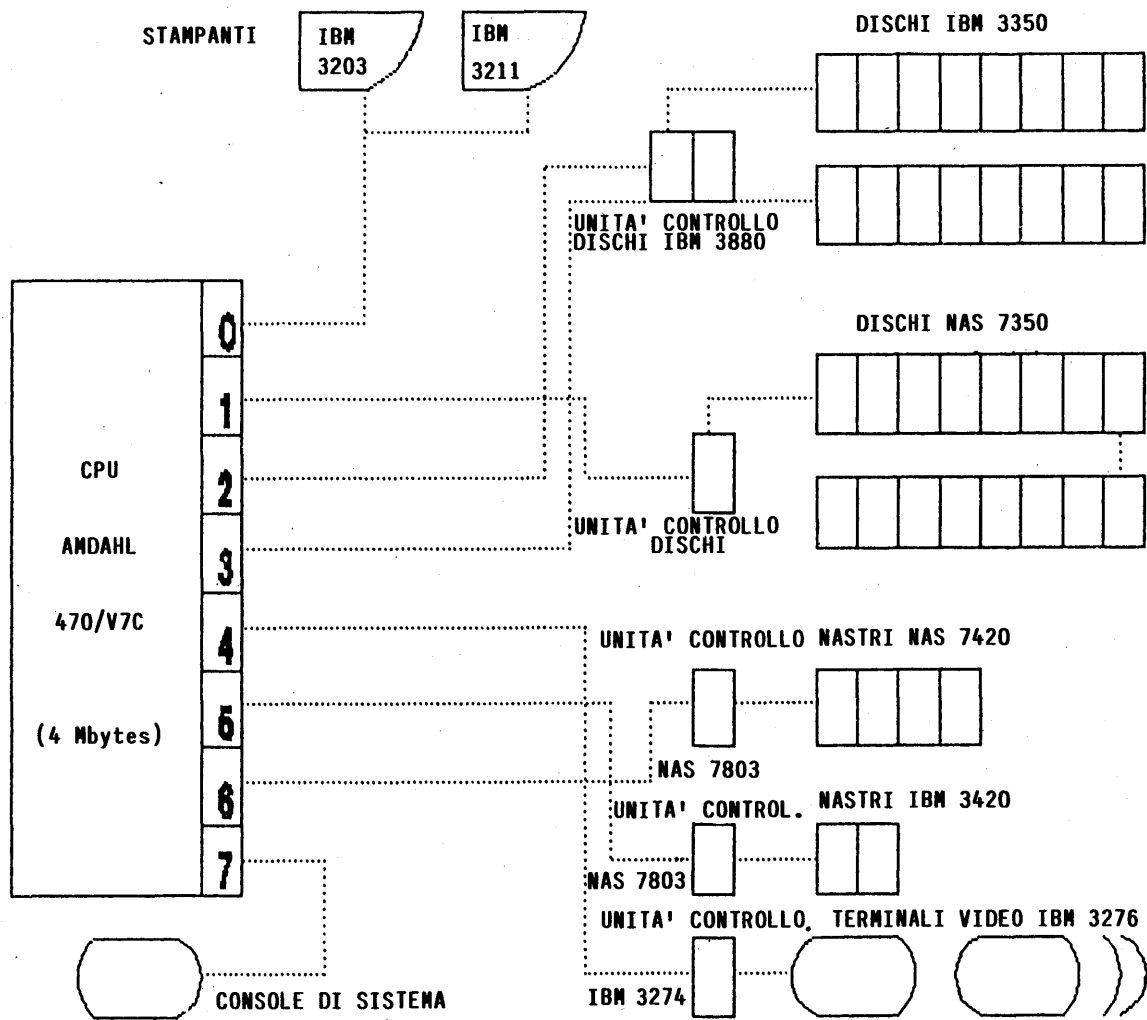 STAMPANTI
IBM
3203
IBM
3211
DISCHI IBM 3350
UNITA' CONTROLLO
DISCHI IBM 3880
DISCHI NAS 7350
UNITA' CONTROLLO
DISCHI
CPU
AMDAHL
470/V7C
(4 Mbytes)
0
1
2
3
4
5
6
7
UNITA' CONTROLLO NASTRI NAS 7420
NAS 7803
UNITA' CONTROL. NASTRI IBM 3420
NAS 7803
UNITA' CONTROLLO. TERMINALI VIDEO IBM 3276
IBM 3274
CONSOLE DI SISTEMA